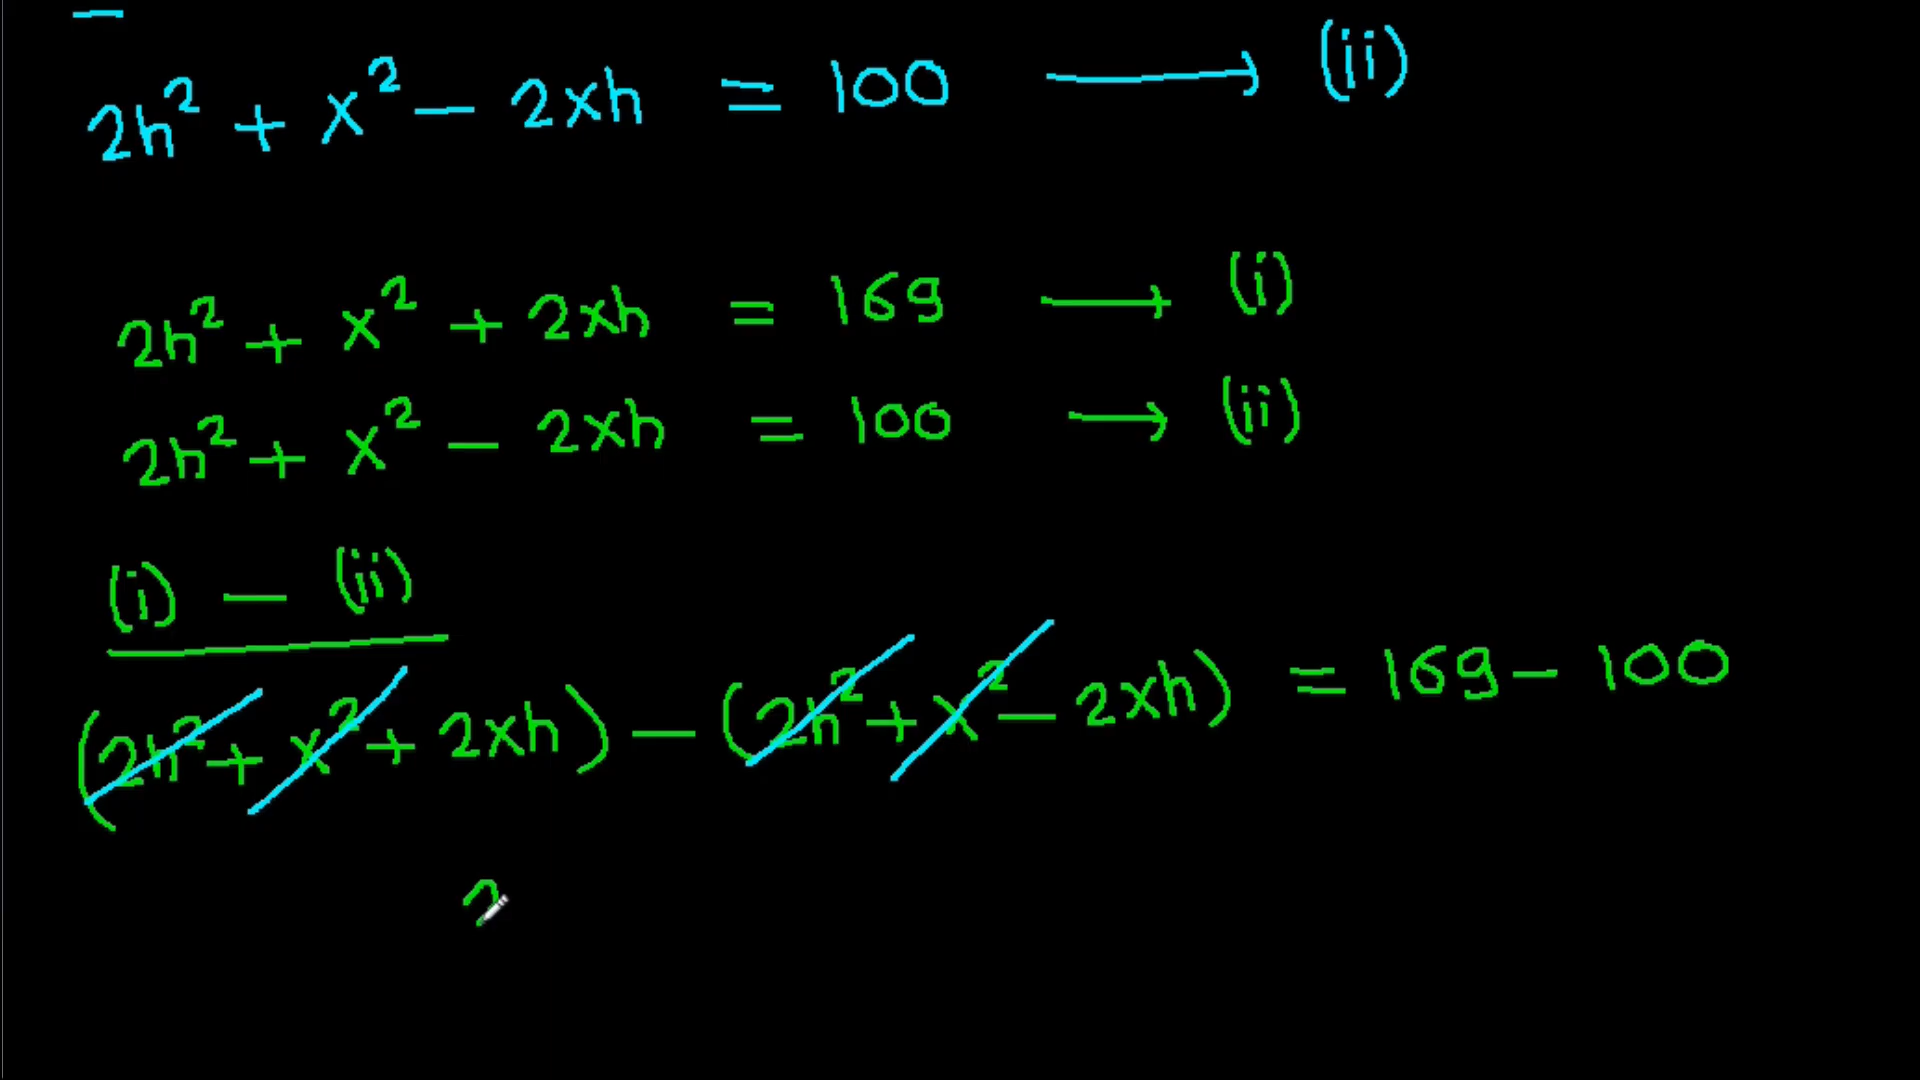 2h² + x² − 2xh = 100 ⟶ (ii)
2h² + x² + 2xh = 169 ⟶ (i)
2h² + x² − 2xh = 100 ⟶ (ii)
(i) − (ii)
(2h² + x² + 2xh) − (2h² + x² − 2xh) = 169 − 100
2